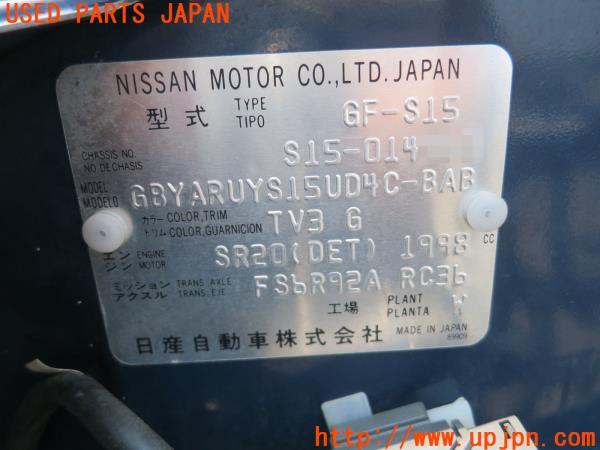 USED PARTS JAPAN
NISSAN MOTOR CO.,LTD. JAPAN
型式 TYPE TIPO GF-S15
CHASSIS NO. NO DECHASIS S15-014
MODEL MODELO GBYARUYS15UD4C-BAB
カラー COLOR,TRIM
トリム COLOR,GUARNICION TV3 G
エンジン ENGINE MOTOR SR20(DET) 1998 CC
ミッション TRANS. AXLE
アクスル TRANS.,EJE FS6R92A RC36
工場 PLANT PLANTA W
日産自動車株式会社 MADE IN JAPAN
89909
http://www.upjpn.com